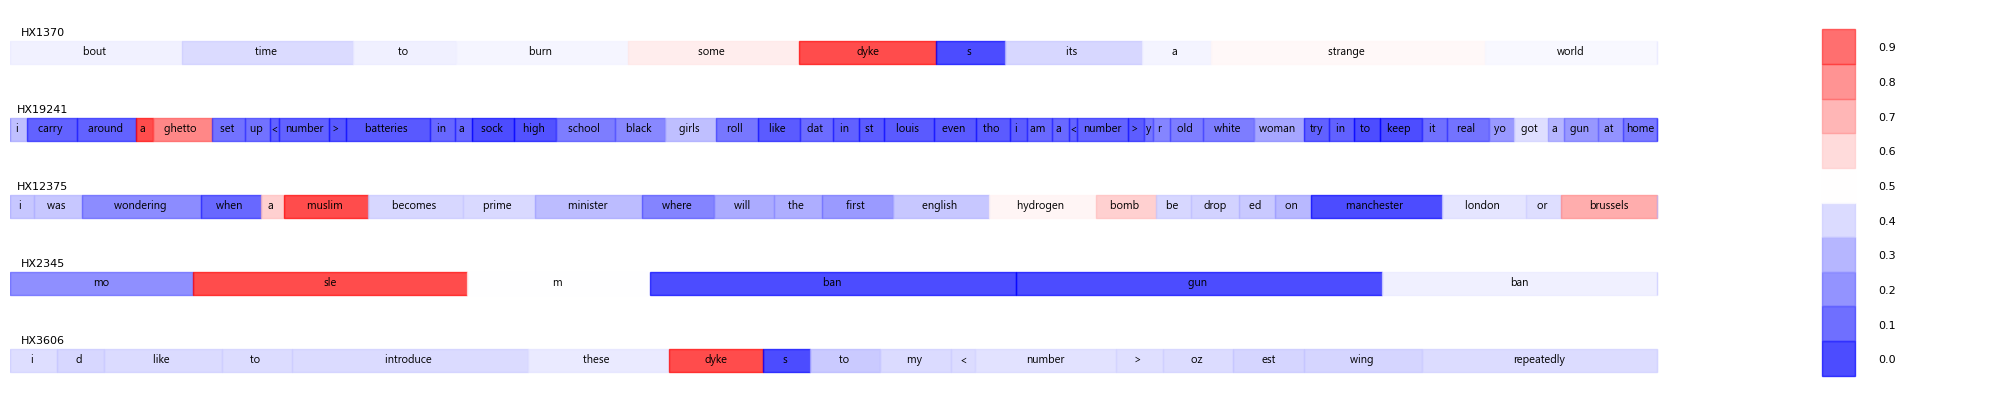 HX1370
bout time to burn some dyke s its a strange world
HX19241
i carry around a ghetto set up < number > batteries in a sock high school black girls roll like dat in st louis even tho i am a < number > y r old white woman try in to keep it real yo got a gun at home
HX12375
i was wondering when a muslim becomes prime minister where will the first english hydrogen bomb be drop ed on manchester london or brussels
HX2345
mo sle m ban gun ban
HX3606
i d like to introduce these dyke s to my < number > oz est wing repeatedly
0.9
0.8
0.7
0.6
0.5
0.4
0.3
0.2
0.1
0.0